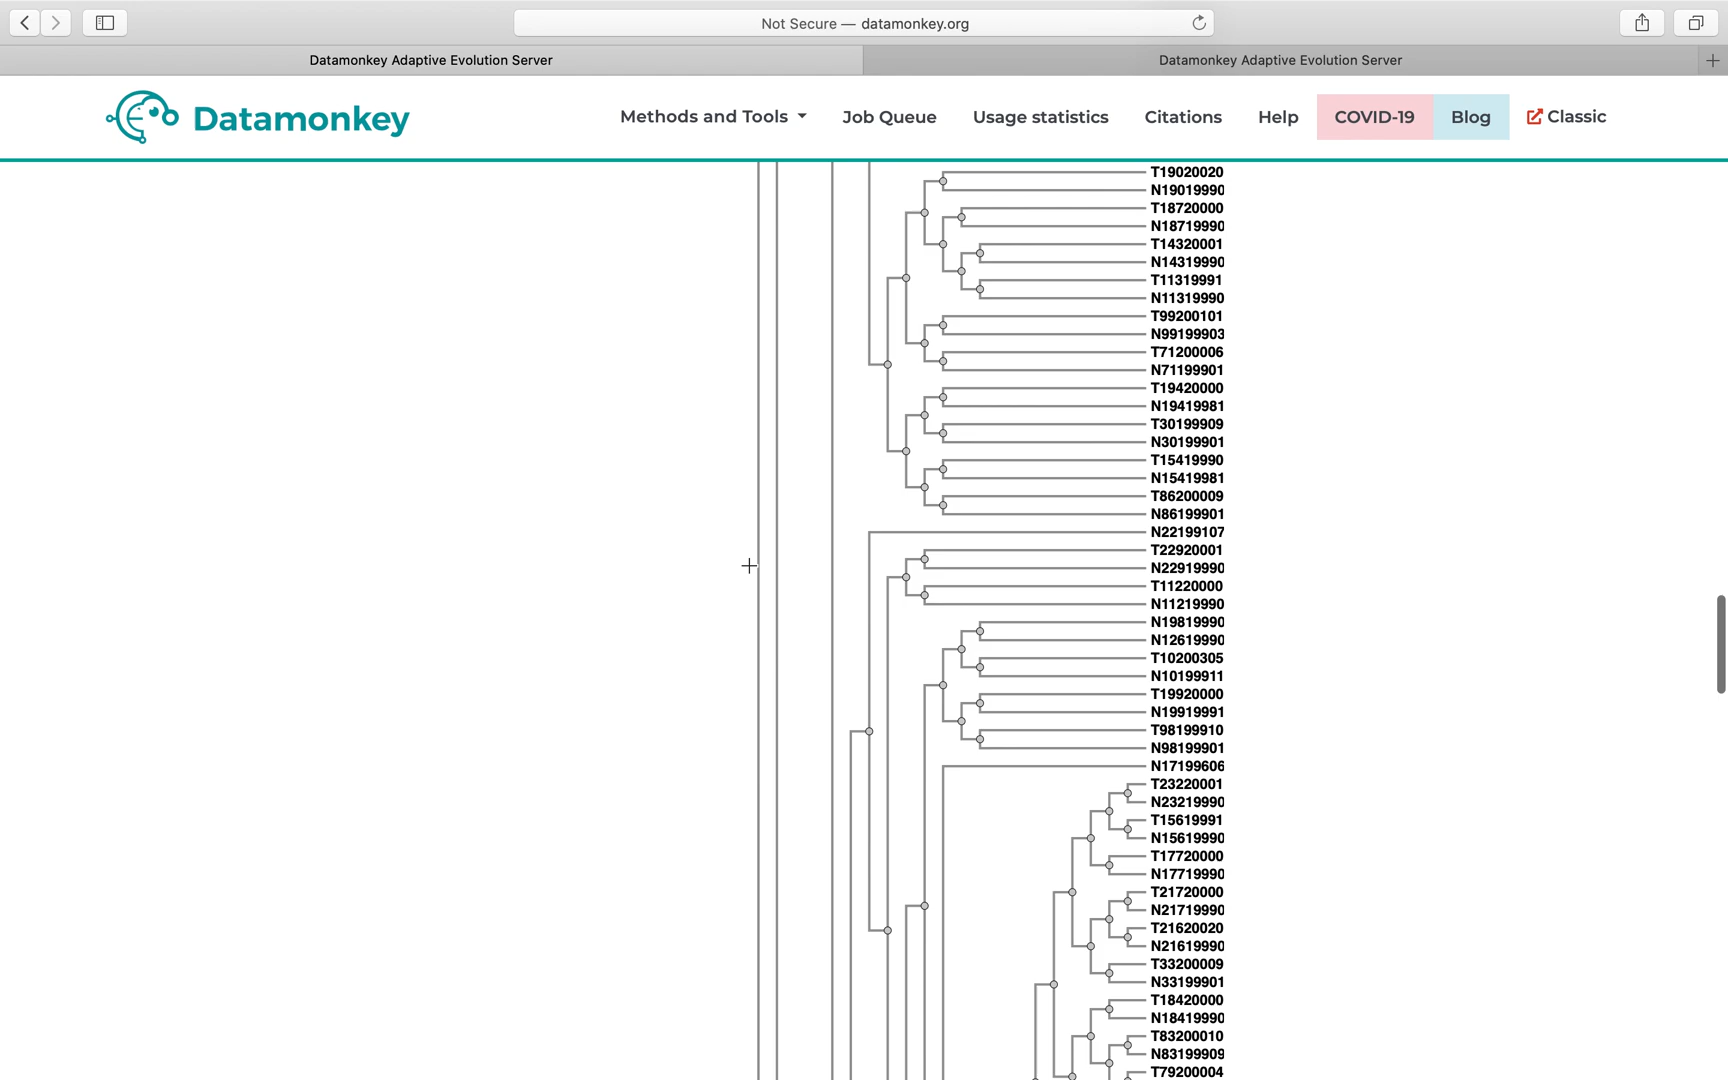 Not Secure — datamonkey.org
Datamonkey Adaptive Evolution Server
Datamonkey Adaptive Evolution Server
Datamonkey
Methods and Tools
Job Queue
Usage statistics
Citations
Help
COVID-19
Blog
Classic
T19020020
N19019990
T18720000
N18719990
T14320001
N14319990
T11319991
N11319990
T99200101
N99199903
T71200006
N71199901
T19420000
N19419981
T30199909
N30199901
T15419990
N15419981
T86200009
N86199901
N22199107
T22920001
N22919990
T11220000
N11219990
N19819990
N12619990
T10200305
N10199911
T19920000
N19919991
T98199910
N98199901
N17199606
T23220001
N23219990
T15619991
N15619990
T17720000
N17719990
T21720000
N21719990
T21620020
N21619990
T33200009
N33199901
T18420000
N18419990
T83200010
N83199909
T79200004